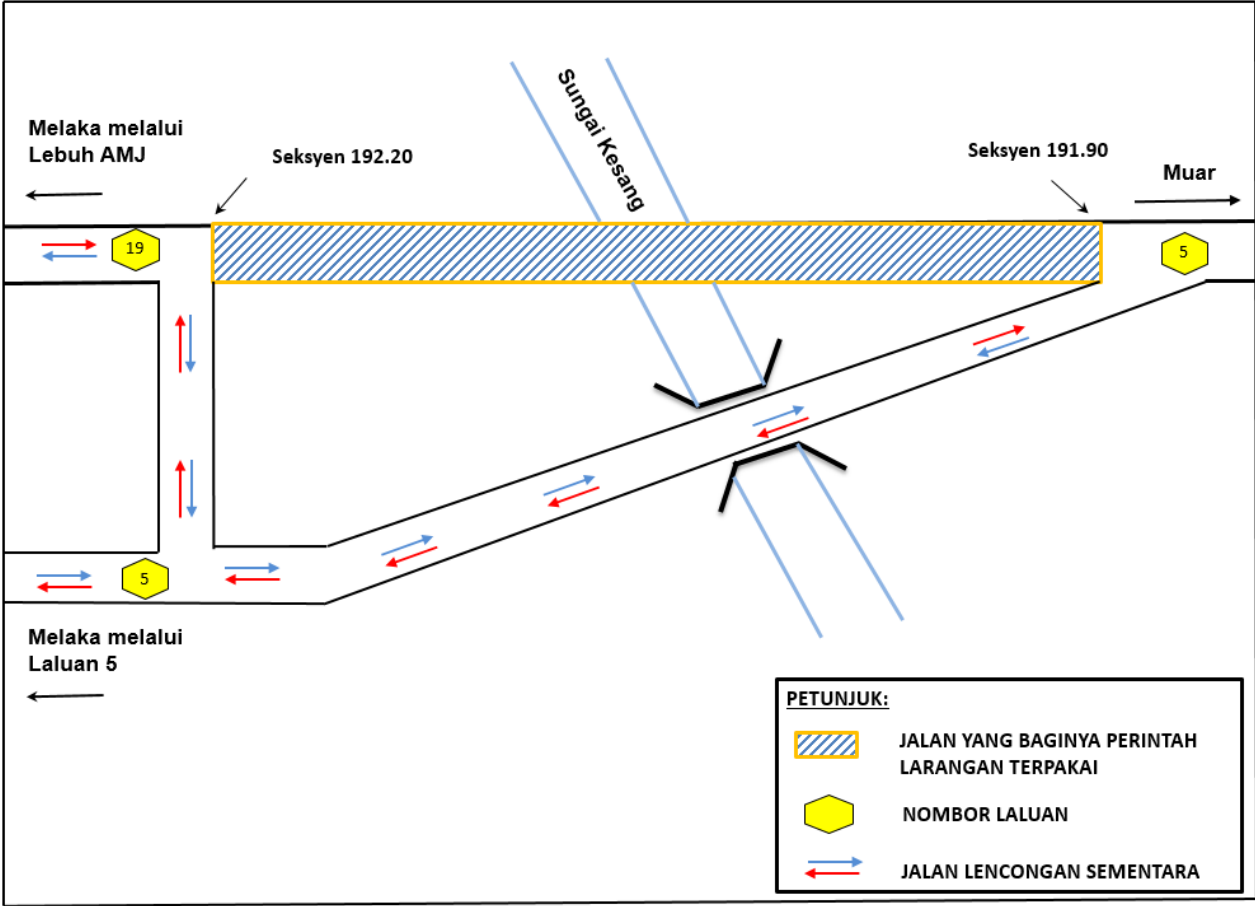 Sungai Kesang
Melaka melalui
Lebuh AMJ
Seksyen 192.20
Seksyen 191.90
Muar
19
5
5
Melaka melalui
Laluan 5
PETUNJUK:
JALAN YANG BAGINYA PERINTAH
LARANGAN TERPAKAI
NOMBOR LALUAN
JALAN LENCONGAN SEMENTARA